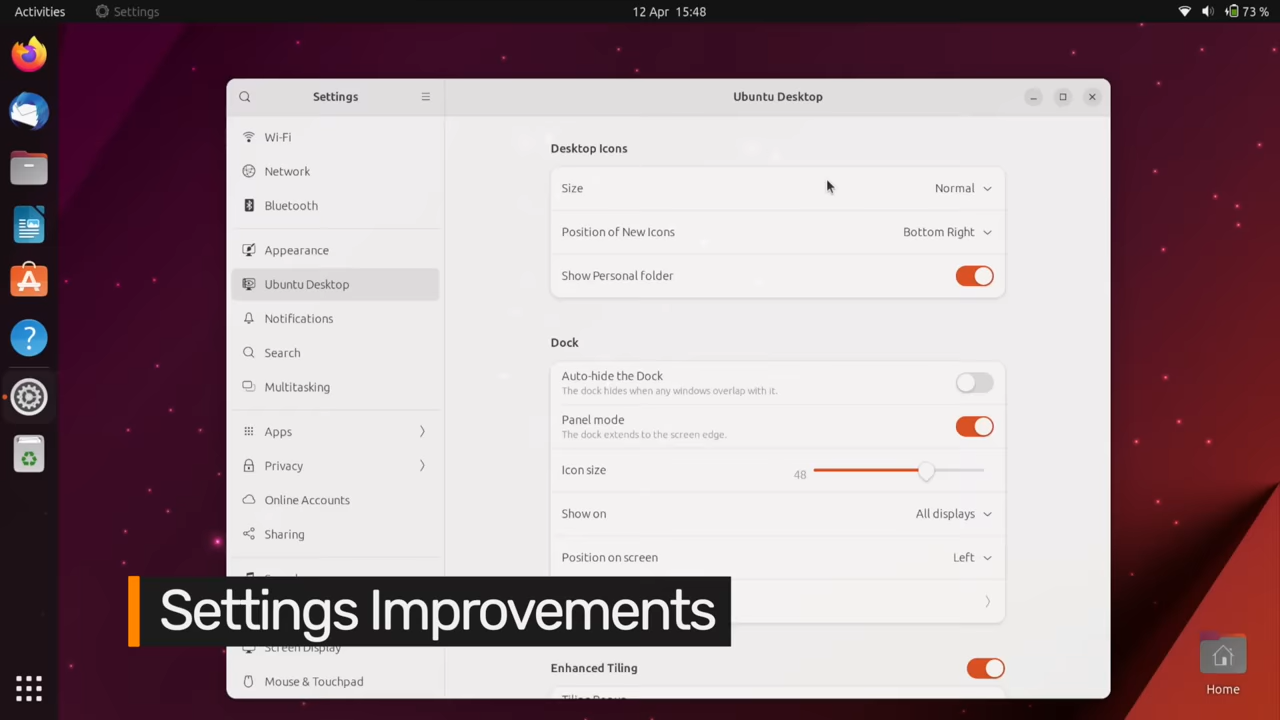 Activities
Settings
12 Apr 15:48
73 %
Settings
Ubuntu Desktop
Wi-Fi
Network
Bluetooth
Appearance
Ubuntu Desktop
Notifications
Search
Multitasking
Apps
Privacy
Online Accounts
Sharing
Screen Display
Mouse & Touchpad
Desktop Icons
Size
Normal
Position of New Icons
Bottom Right
Show Personal folder
Dock
Auto-hide the Dock
The dock hides when any windows overlap with it.
Panel mode
The dock extends to the screen edge.
Icon size
48
Show on
All displays
Position on screen
Left
Enhanced Tiling
Settings Improvements
Home